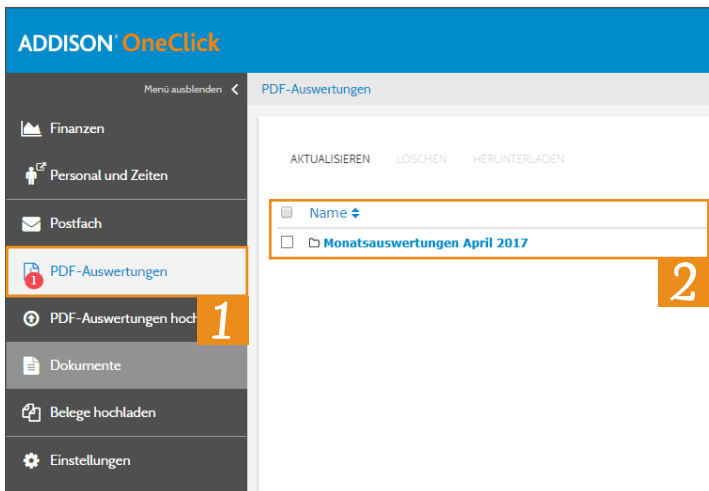 ADDISON® OneClick
Menü ausblenden
PDF-Auswertungen
Finanzen
Personal und Zeiten
Postfach
1
PDF-Auswertungen
PDF-Auswertungen hoch
1
Dokumente
Belege hochladen
Einstellungen
AKTUALISIEREN LÖSCHEN HERUNTERLADEN
Name
Monatsauswertungen April 2017
2